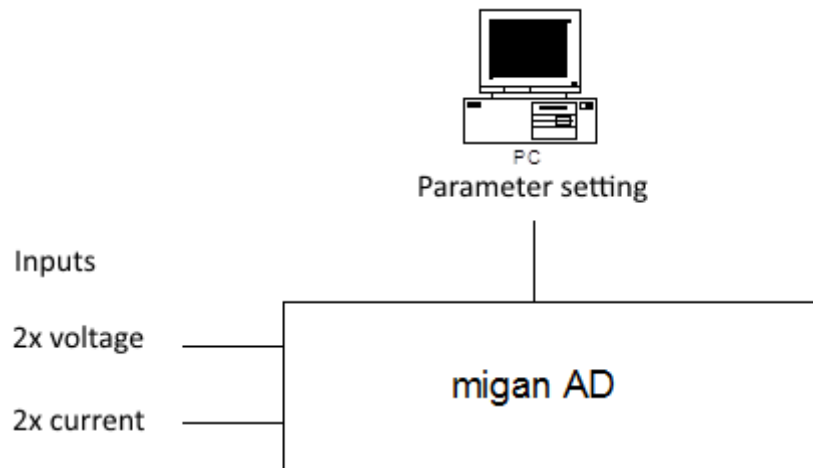 PC
Parameter setting
Inputs
2x voltage
migan AD
2x current